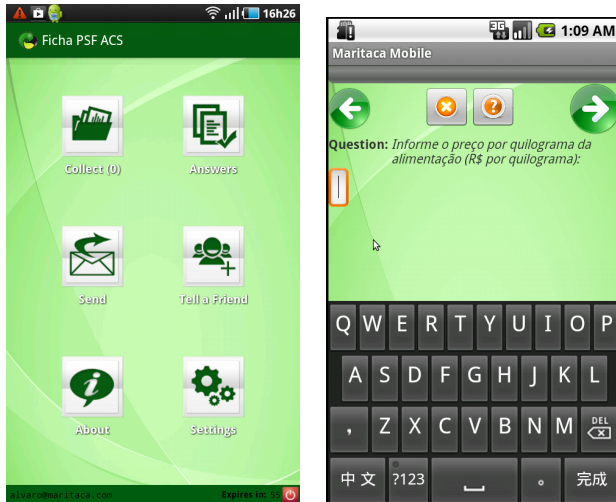 16h26
Ficha PSF ACS
Collect (0)
Answers
Send
Tell a Friend
About
Settings
alvaro@maritaca.com
Expires in: 55
3G
1:09 AM
Maritaca Mobile
Question: Informe o preço por quilograma da
alimentação (R$ por quilograma):
Q W E R T Y U I O P
A S D F G H J K L
, Z X C V B N M DEL
中文 ?123 。 完成